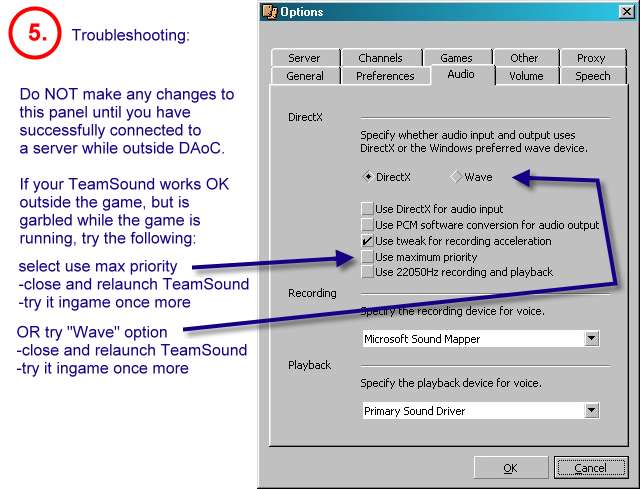 5.
Troubleshooting:
Do NOT make any changes to
this panel until you have
successfully connected to
a server while outside DAoC.
If your TeamSound works OK
outside the game, but is
garbled while the game is
running, try the following:
select use max priority
-close and relaunch TeamSound
-try it ingame once more
OR try "Wave" option
-close and relaunch TeamSound
-try it ingame once more
Options
Server Channels Games Other Proxy
General Preferences Audio Volume Speech
DirectX
Specify whether audio input and output uses
DirectX or the Windows preferred wave device.
DirectX Wave
Use DirectX for audio input
Use PCM software conversion for audio output
Use tweak for recording acceleration
Use maximum priority
Use 22050Hz recording and playback
Recording
Specify the recording device for voice.
Microsoft Sound Mapper
Playback
Specify the playback device for voice.
Primary Sound Driver
OK Cancel